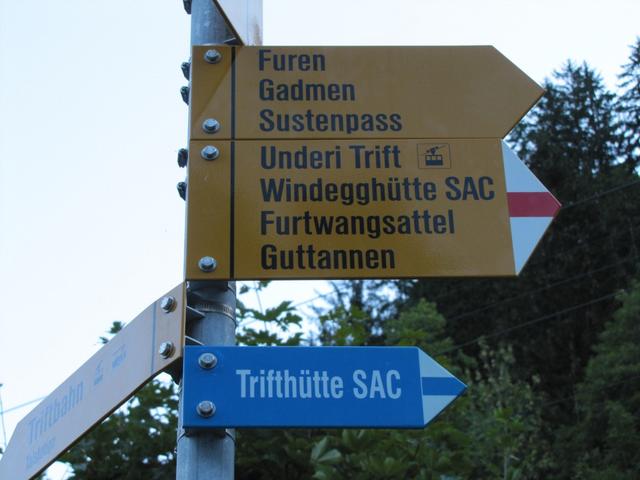 Furen
Gadmen
Sustenpass
Underi Trift
Windegghütte SAC
Furtwangsattel
Guttannen
Trifthütte SAC
Triftbahn